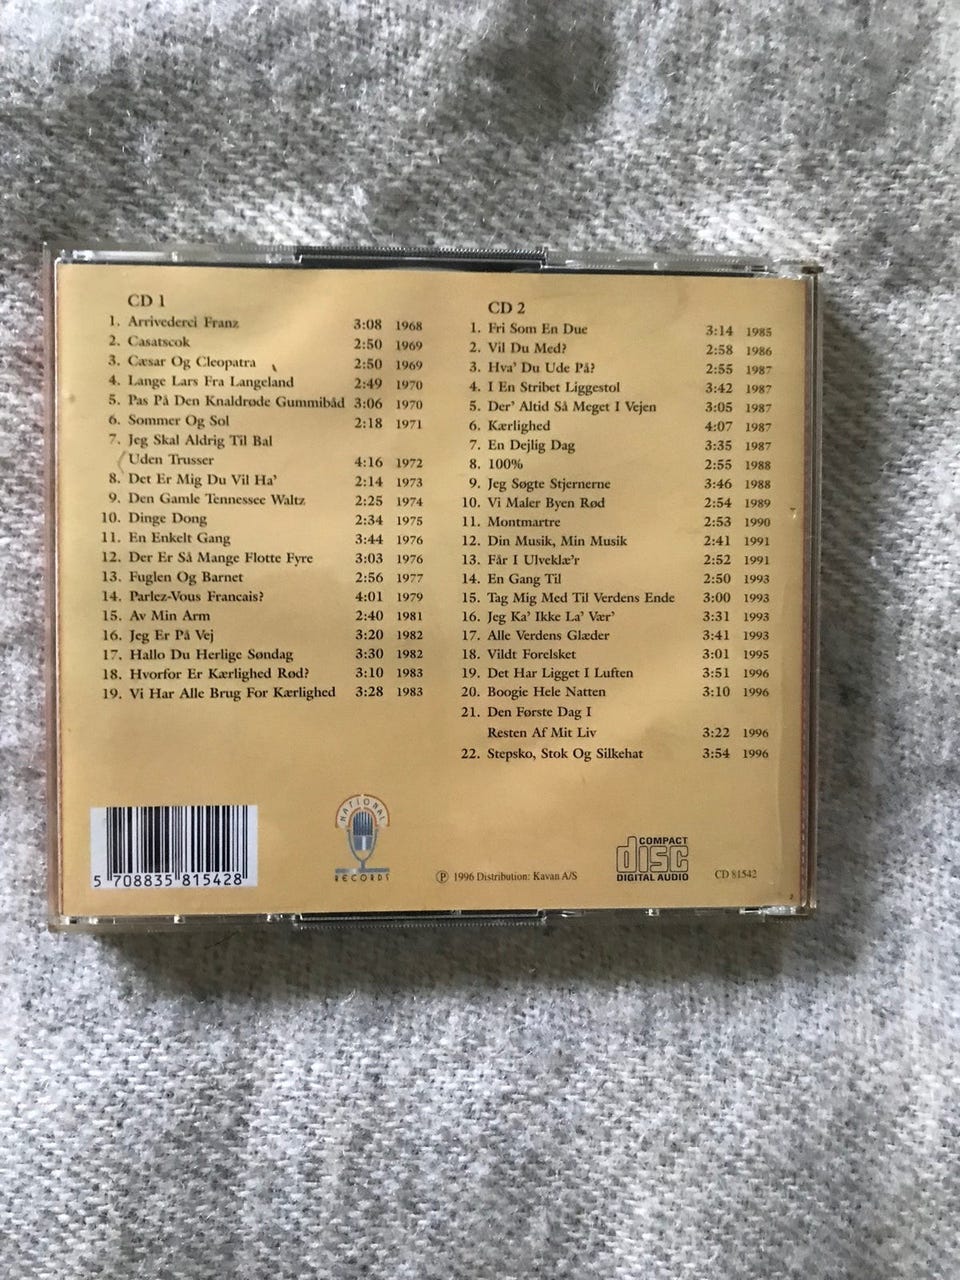 CD 1
1. Arrivederci Franz 3:08 1968
2. Casatscok 2:50 1969
3. Cæsar Og Cleopatra 2:50 1969
4. Lange Lars Fra Langeland 2:49 1970
5. Pas På Den Knaldrøde Gummibåd 3:06 1970
6. Sommer Og Sol 2:18 1971
7. Jeg Skal Aldrig Til Bal
Uden Trusser 4:16 1972
8. Det Er Mig Du Vil Ha' 2:14 1973
9. Den Gamle Tennessee Waltz 2:25 1974
10. Dinge Dong 2:34 1975
11. En Enkelt Gang 3:44 1976
12. Der Er Så Mange Flotte Fyre 3:03 1976
13. Fuglen Og Barnet 2:56 1977
14. Parlez-Vous Francais? 4:01 1979
15. Av Min Arm 2:40 1981
16. Jeg Er På Vej 3:20 1982
17. Hallo Du Herlige Søndag 3:30 1982
18. Hvorfor Er Kærlighed Rød? 3:10 1983
19. Vi Har Alle Brug For Kærlighed 3:28 1983
CD 2
1. Fri Som En Due 3:14 1985
2. Vil Du Med? 2:58 1986
3. Hva' Du Ude På? 2:55 1987
4. I En Stribet Liggestol 3:42 1987
5. Der' Altid Så Meget I Vejen 3:05 1987
6. Kærlighed 4:07 1987
7. En Dejlig Dag 3:35 1987
8. 100% 2:55 1988
9. Jeg Søgte Stjernerne 3:46 1988
10. Vi Maler Byen Rød 2:54 1989
11. Montmartre 2:53 1990
12. Din Musik, Min Musik 2:41 1991
13. Får I Ulveklæ'r 2:52 1991
14. En Gang Til 2:50 1993
15. Tag Mig Med Til Verdens Ende 3:00 1993
16. Jeg Ka' Ikke La' Vær' 3:31 1993
17. Alle Verdens Glæder 3:41 1993
18. Vildt Forelsket 3:01 1995
19. Det Har Ligget I Luften 3:51 1996
20. Boogie Hele Natten 3:10 1996
21. Den Første Dag I
Resten Af Mit Liv 3:22 1996
22. Stepsko, Stok Og Silkehat 3:54 1996
5 708835 815428
NATIONAL
RECORDS
℗ 1996 Distribution: Kavan A/S
COMPACT
disc
DIGITAL AUDIO
CD 81542